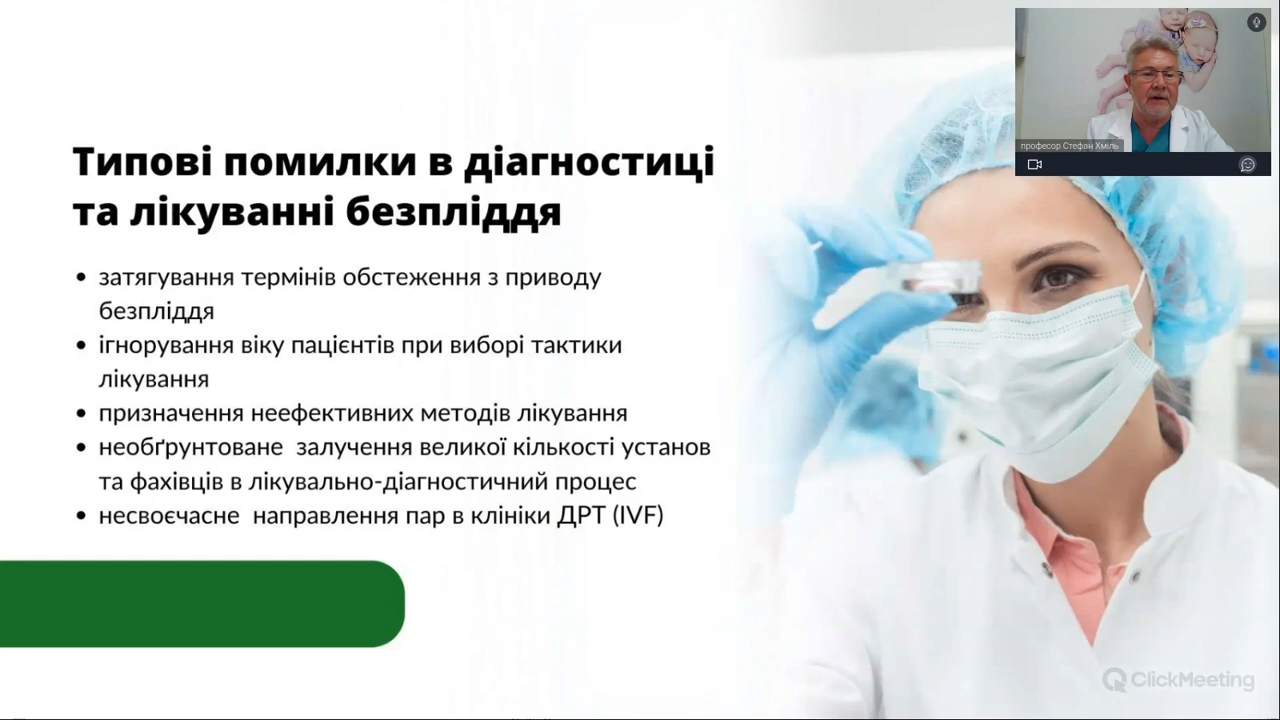 Типові помилки в діагностиці
та лікуванні безпліддя
• затягування термінів обстеження з приводу
безпліддя
• ігнорування віку пацієнтів при виборі тактики
лікування
• призначення неефективних методів лікування
• необґрунтоване  залучення великої кількості установ
та фахівців в лікувально-діагностичний процес
• несвоєчасне  направлення пар в клініки ДРТ (IVF)
професор Стефан Хміль
ClickMeeting